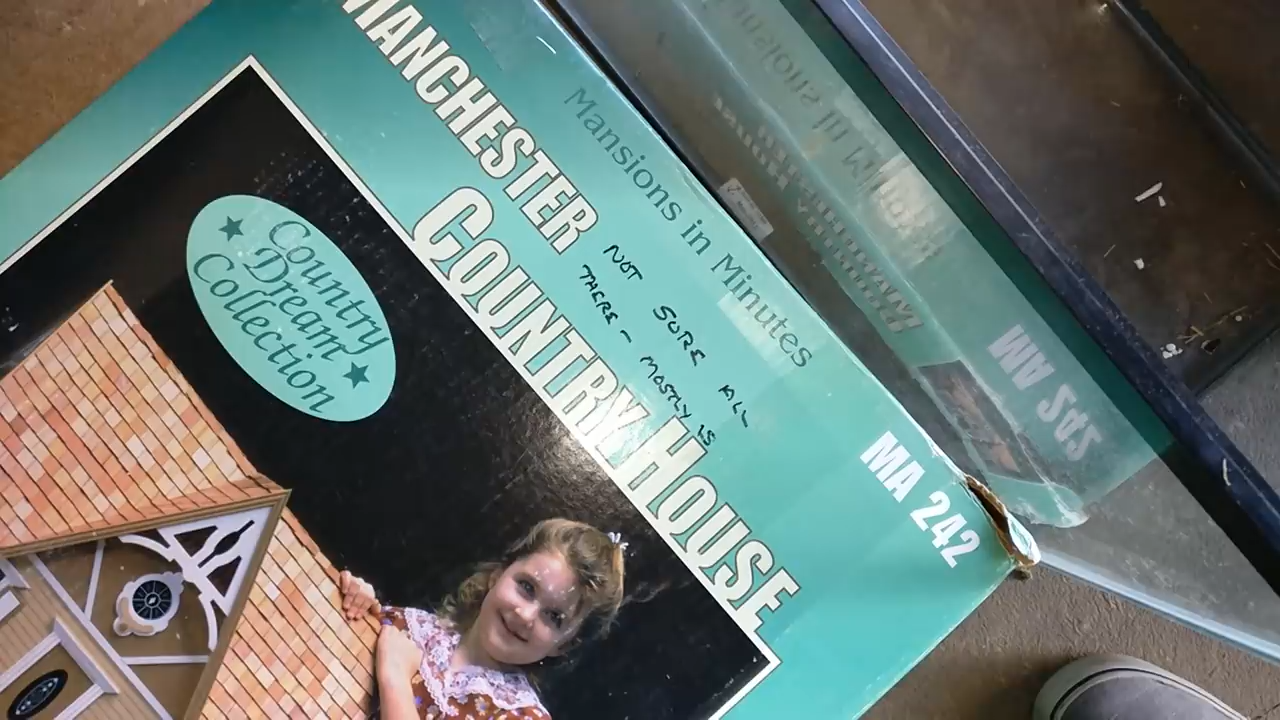 Mansions in Minutes
MANCHESTER
COUNTRY HOUSE
MA 242
NOT SURE ALL
THERE - MOSTLY IS
Country
Dream
Collection
MA 242